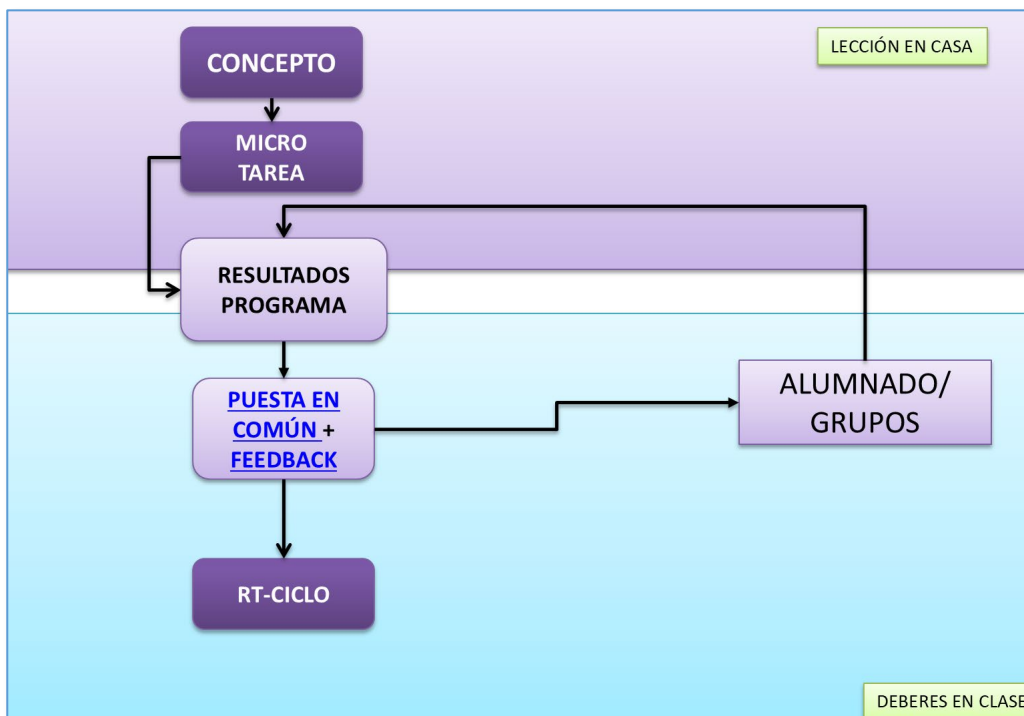 LECCIÓN EN CASA
CONCEPTO
MICRO
TAREA
RESULTADOS
PROGRAMA
PUESTA EN
COMÚN +
FEEDBACK
ALUMNADO/
GRUPOS
RT-CICLO
DEBERES EN CLASE